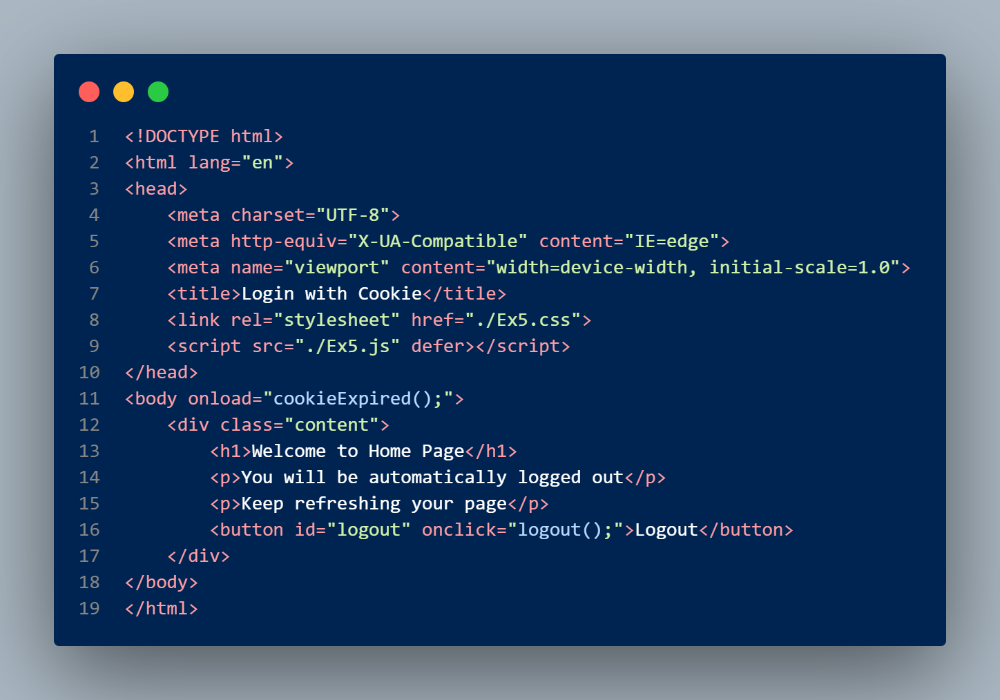 1 <!DOCTYPE html>
2 <html lang="en">
3 <head>
4     <meta charset="UTF-8">
5     <meta http-equiv="X-UA-Compatible" content="IE=edge">
6     <meta name="viewport" content="width=device-width, initial-scale=1.0">
7     <title>Login with Cookie</title>
8     <link rel="stylesheet" href="./Ex5.css">
9     <script src="./Ex5.js" defer></script>
10 </head>
11 <body onload="cookieExpired();">
12     <div class="content">
13         <h1>Welcome to Home Page</h1>
14         <p>You will be automatically logged out</p>
15         <p>Keep refreshing your page</p>
16         <button id="logout" onclick="logout();">Logout</button>
17     </div>
18 </body>
19 </html>